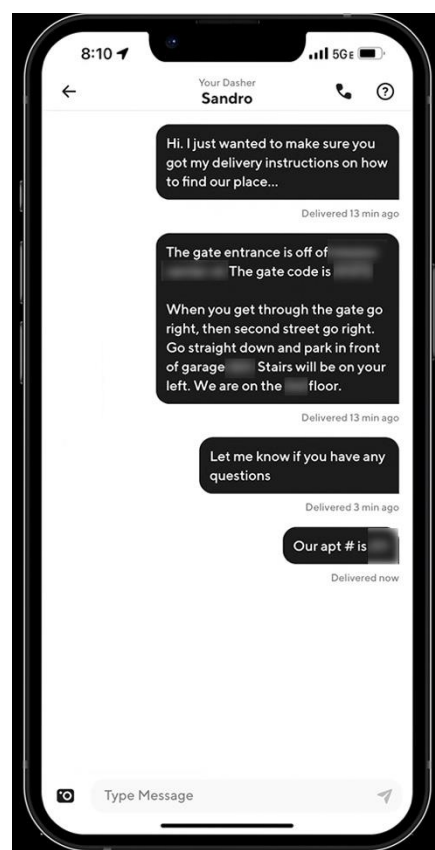 8:10
5GE
Your Dasher
Sandro
Hi. I just wanted to make sure you
got my delivery instructions on how
to find our place...
Delivered 13 min ago
The gate entrance is off of
The gate code is
When you get through the gate go
right, then second street go right.
Go straight down and park in front
of garage Stairs will be on your
left. We are on the floor.
Delivered 13 min ago
Let me know if you have any
questions
Delivered 3 min ago
Our apt # is
Delivered now
Type Message